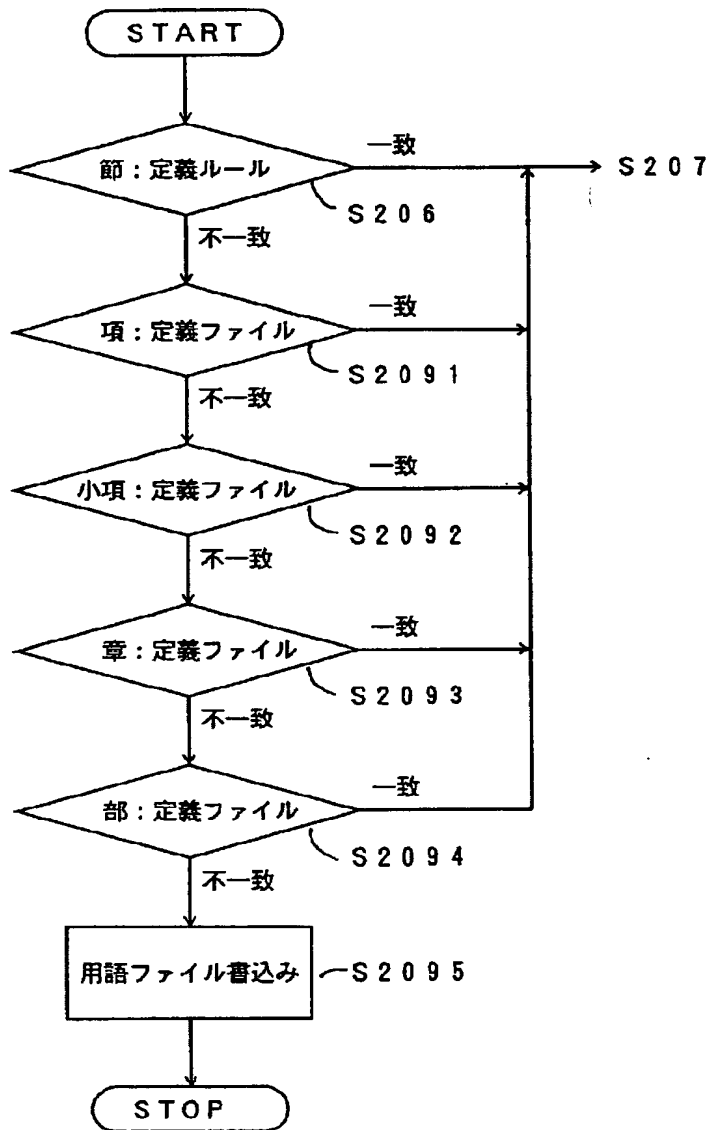 START
一致
節：定義ルール
S207
S206
不一致
一致
項：定義ファイル
S2091
不一致
一致
小項：定義ファイル
S2092
不一致
一致
章：定義ファイル
S2093
不一致
一致
部：定義ファイル
S2094
不一致
用語ファイル書込み
S2095
STOP